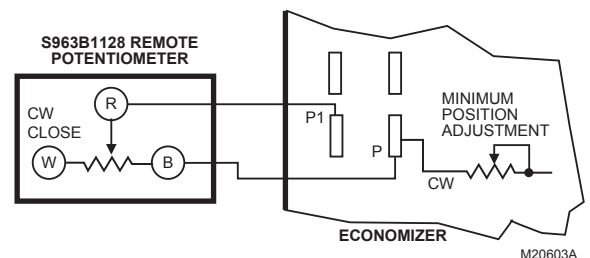 S963B1128 REMOTE
POTENTIOMETER
CW
CLOSE
R
W
B
P1
P
MINIMUM
POSITION
ADJUSTMENT
CW
ECONOMIZER
M20603A